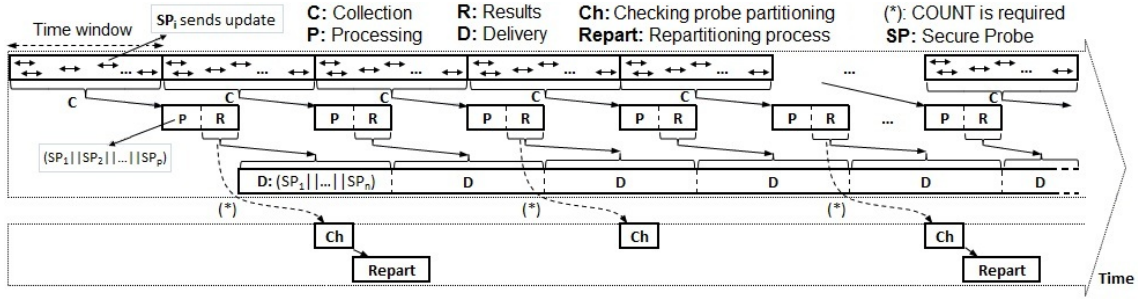 SPi sends update
C: Collection R: Results Ch: Checking probe partitioning (*): COUNT is required
Time window
P: Processing D: Delivery Repart: Repartitioning process SP: Secure Probe
... ... ... ... ... ... ...
C C C C C C
P R P R P R P R P R ... P R
(SP1||SP2||...||SPp)
D: (SP1||...||SPn) D D D D D
(*) (*) (*)
Ch Ch Ch
Repart Repart
Time